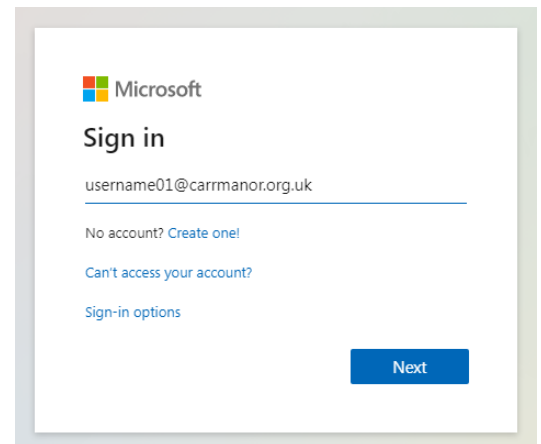 Microsoft
Sign in
username01@carrmanor.org.uk
No account? Create one!
Can't access your account?
Sign-in options
Next